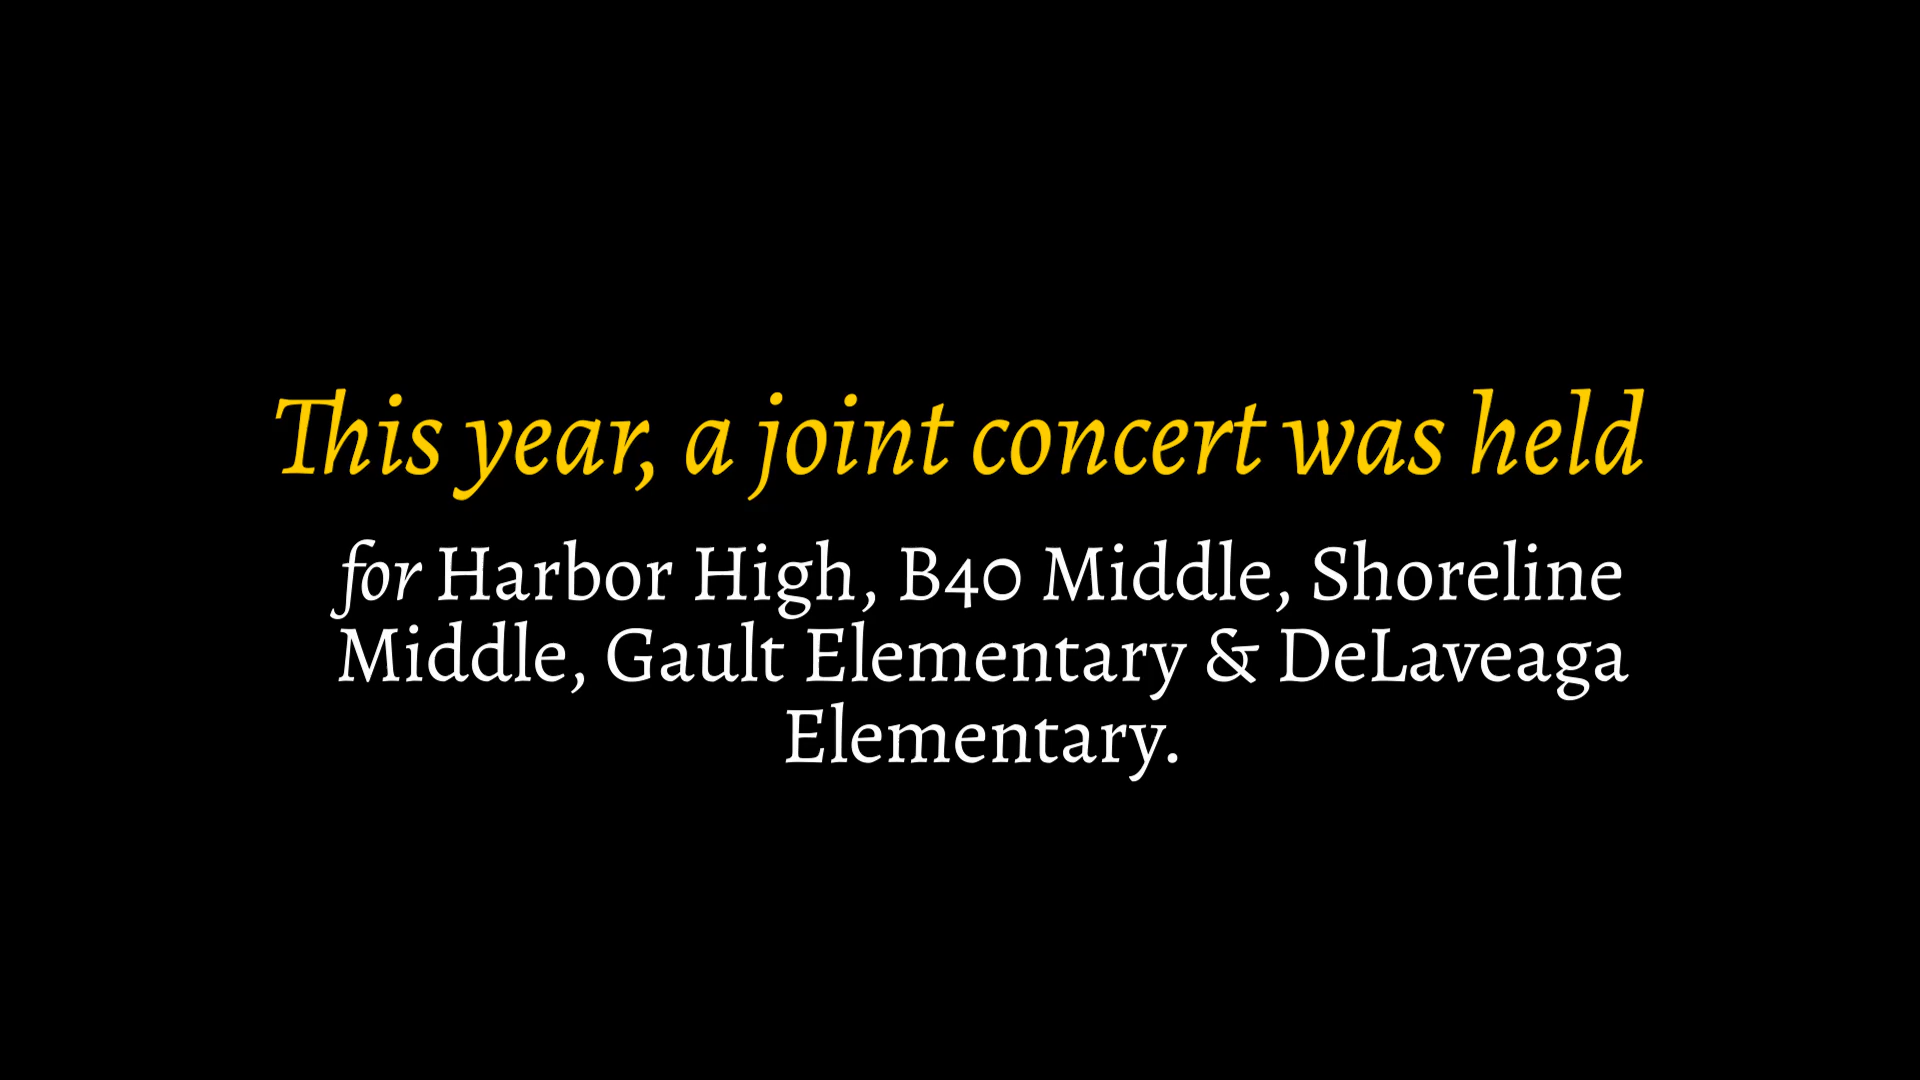 This year, a joint concert was held
for Harbor High, B40 Middle, Shoreline
Middle, Gault Elementary & DeLaveaga
Elementary.